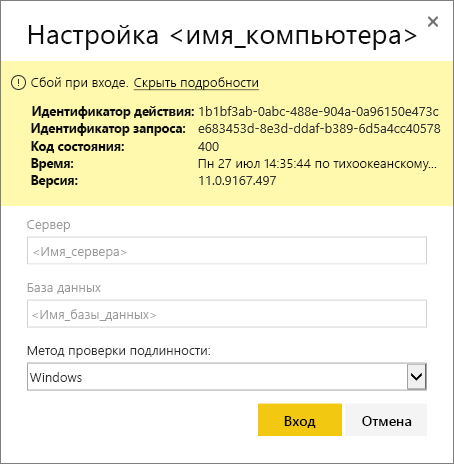 Настройка <имя_компьютера>
Сбой при входе. Скрыть подробности
Идентификатор действия: 1b1bf3ab-0abc-488e-904a-0a96150e473c
Идентификатор запроса: e683453d-8e3d-ddaf-b389-6d5a4cc40578
Код состояния: 400
Время: Пн 27 июл 14:35:44 по тихоокеанскому...
Версия: 11.0.9167.497
Сервер
<Имя_сервера>
База данных
<Имя_базы_данных>
Метод проверки подлинности:
Windows
Вход Отмена